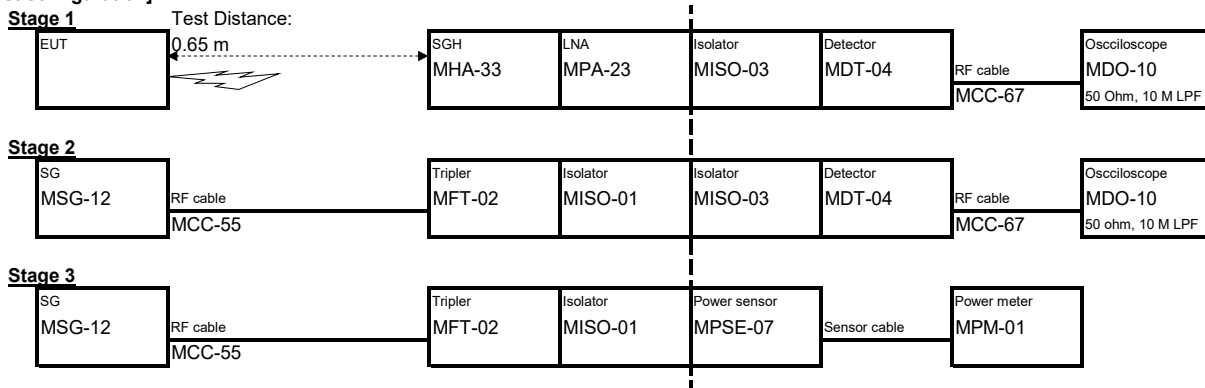 Stage 1
Test Distance:
0.65 m
EUT
SGH
MHA-33
LNA
MPA-23
Isolator
MISO-03
Detector
MDT-04
RF cable
MCC-67
Oscciloscope
MDO-10
50 Ohm, 10 M LPF
Stage 2
SG
MSG-12
RF cable
MCC-55
Tripler
MFT-02
Isolator
MISO-01
Isolator
MISO-03
Detector
MDT-04
RF cable
MCC-67
Oscciloscope
MDO-10
50 ohm, 10 M LPF
Stage 3
SG
MSG-12
RF cable
MCC-55
Tripler
MFT-02
Isolator
MISO-01
Power sensor
MPSE-07
Sensor cable
Power meter
MPM-01